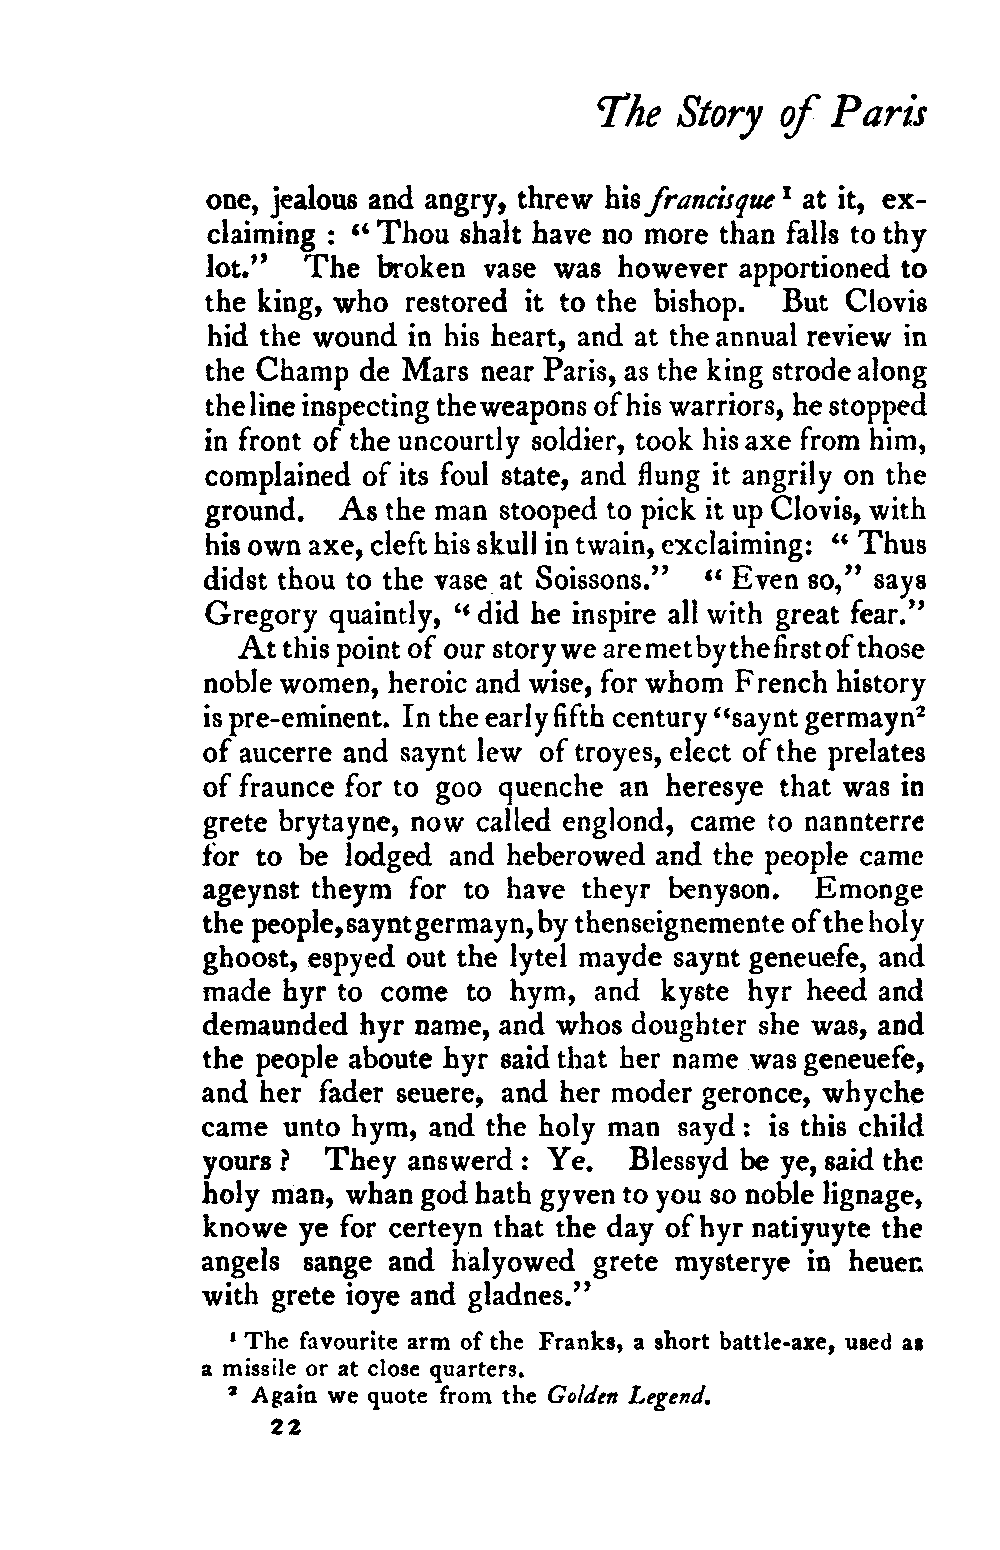 The Story of Paris
one, jealous and angry, threw his francisque¹ at it, ex-
claiming : “ Thou shalt have no more than falls to thy
lot.” The broken vase was however apportioned to
the king, who restored it to the bishop. But Clovis
hid the wound in his heart, and at the annual review in
the Champ de Mars near Paris, as the king strode along
the line inspecting the weapons of his warriors, he stopped
in front of the uncourtly soldier, took his axe from him,
complained of its foul state, and flung it angrily on the
ground. As the man stooped to pick it up Clovis, with
his own axe, cleft his skull in twain, exclaiming: “ Thus
didst thou to the vase at Soissons.” “ Even so,” says
Gregory quaintly, “ did he inspire all with great fear.”
At this point of our story we are met by the first of those
noble women, heroic and wise, for whom French history
is pre-eminent. In the early fifth century “saynt germayn²
of aucerre and saynt lew of troyes, elect of the prelates
of fraunce for to goo quenche an heresye that was in
grete brytayne, now called englond, came to nannterre
for to be lodged and heberowed and the people came
ageynst theym for to have theyr benyson. Emonge
the people, saynt germayn, by thenseignemente of the holy
ghoost, espyed out the lytel mayde saynt geneuefe, and
made hyr to come to hym, and kyste hyr heed and
demaunded hyr name, and whos doughter she was, and
the people aboute hyr said that her name was geneuefe,
and her fader seuere, and her moder geronce, whyche
came unto hym, and the holy man sayd : is this child
yours ? They answerd : Ye. Blessyd be ye, said the
holy man, whan god hath gyven to you so noble lignage,
knowe ye for certeyn that the day of hyr natiyuyte the
angels sange and halyowed grete mysterye in heuen
with grete ioye and gladnes.”
¹ The favourite arm of the Franks, a short battle-axe, used as
a missile or at close quarters.
² Again we quote from the Golden Legend.
22